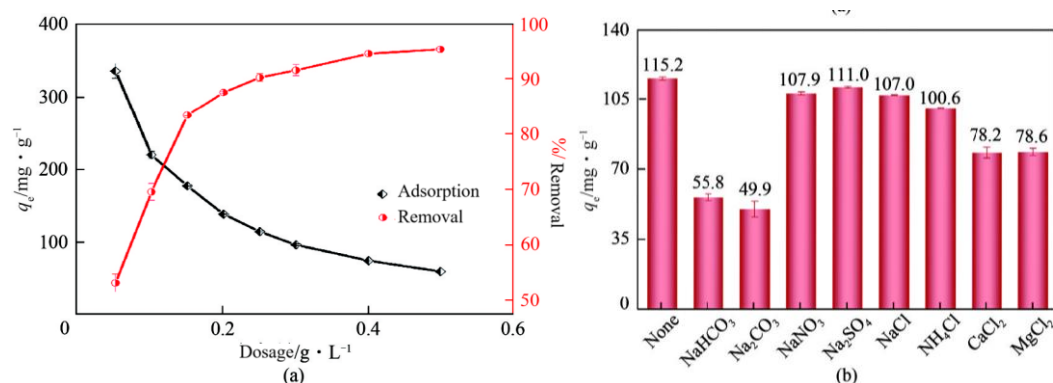 400
300
200
100
0
qe/mg · g⁻¹
100
90
80
70
60
50
%/Removal
Adsorption
Removal
0
0.2
0.4
0.6
Dosage/g · L⁻¹
(a)
140
105
70
35
0
qe/mg · g⁻¹
115.2
55.8
49.9
107.9
111.0
107.0
100.6
78.2
78.6
None
NaHCO₃
Na₂CO₃
NaNO₃
Na₂SO₄
NaCl
NH₄Cl
CaCl₂
MgCl₂
(b)